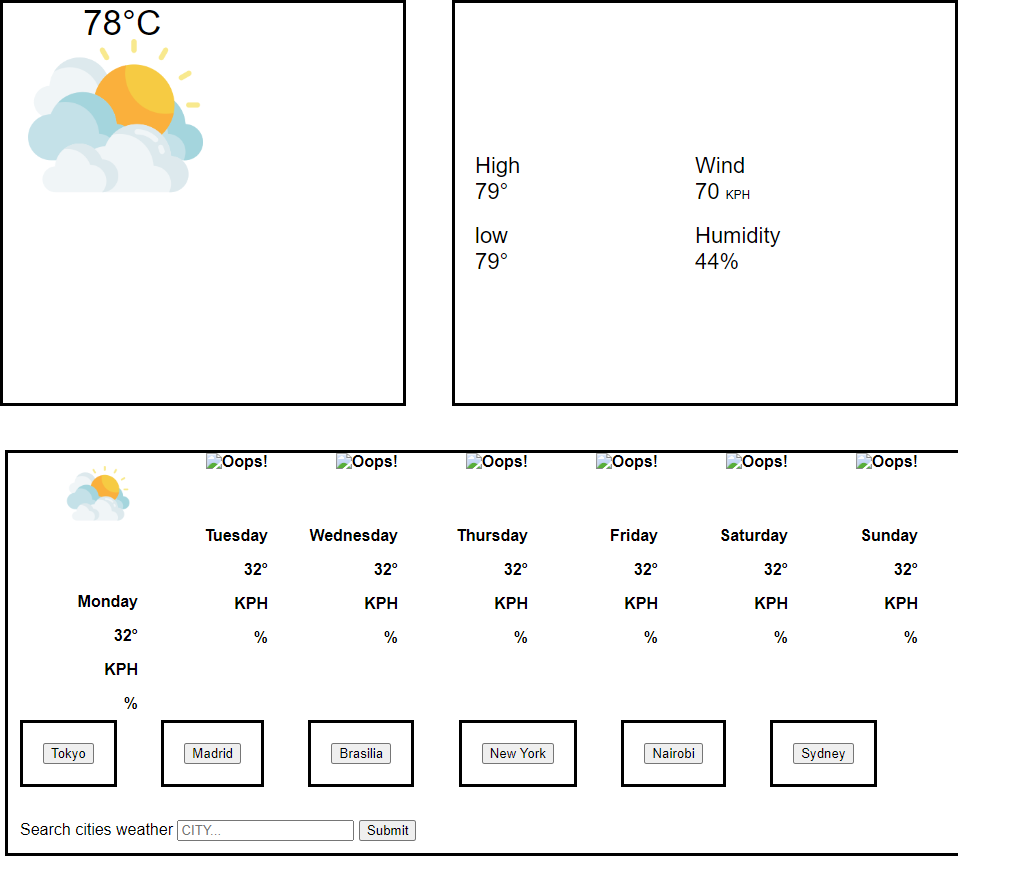 78°C
High
79°
Wind
70 KPH
low
79°
Humidity
44%
Oops! Oops! Oops! Oops! Oops! Oops!
Tuesday Wednesday Thursday Friday Saturday Sunday
32° 32° 32° 32° 32° 32°
KPH KPH KPH KPH KPH KPH
% % % % % %
Monday
32°
KPH
%
Tokyo Madrid Brasilia New York Nairobi Sydney
Search cities weather CITY... Submit